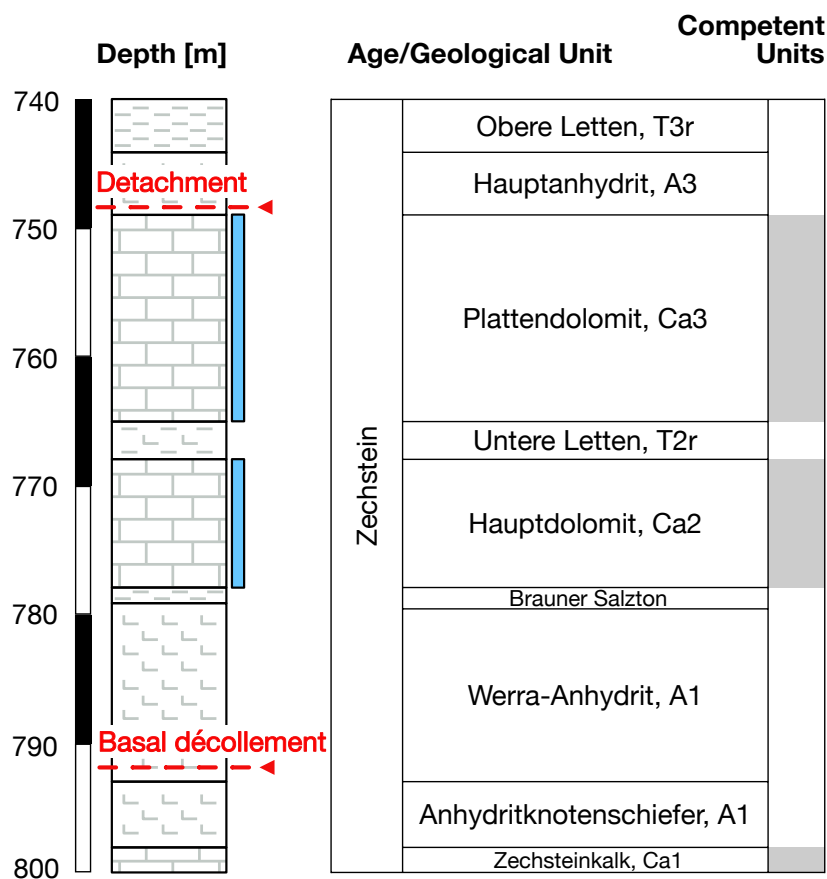 Depth [m]
Age/Geological Unit
Competent
Units
740
750
760
770
780
790
800
Detachment
Basal décollement
Zechstein
Obere Letten, T3r
Hauptanhydrit, A3
Plattendolomit, Ca3
Untere Letten, T2r
Hauptdolomit, Ca2
Brauner Salzton
Werra-Anhydrit, A1
Anhydritknotenschiefer, A1
Zechsteinkalk, Ca1